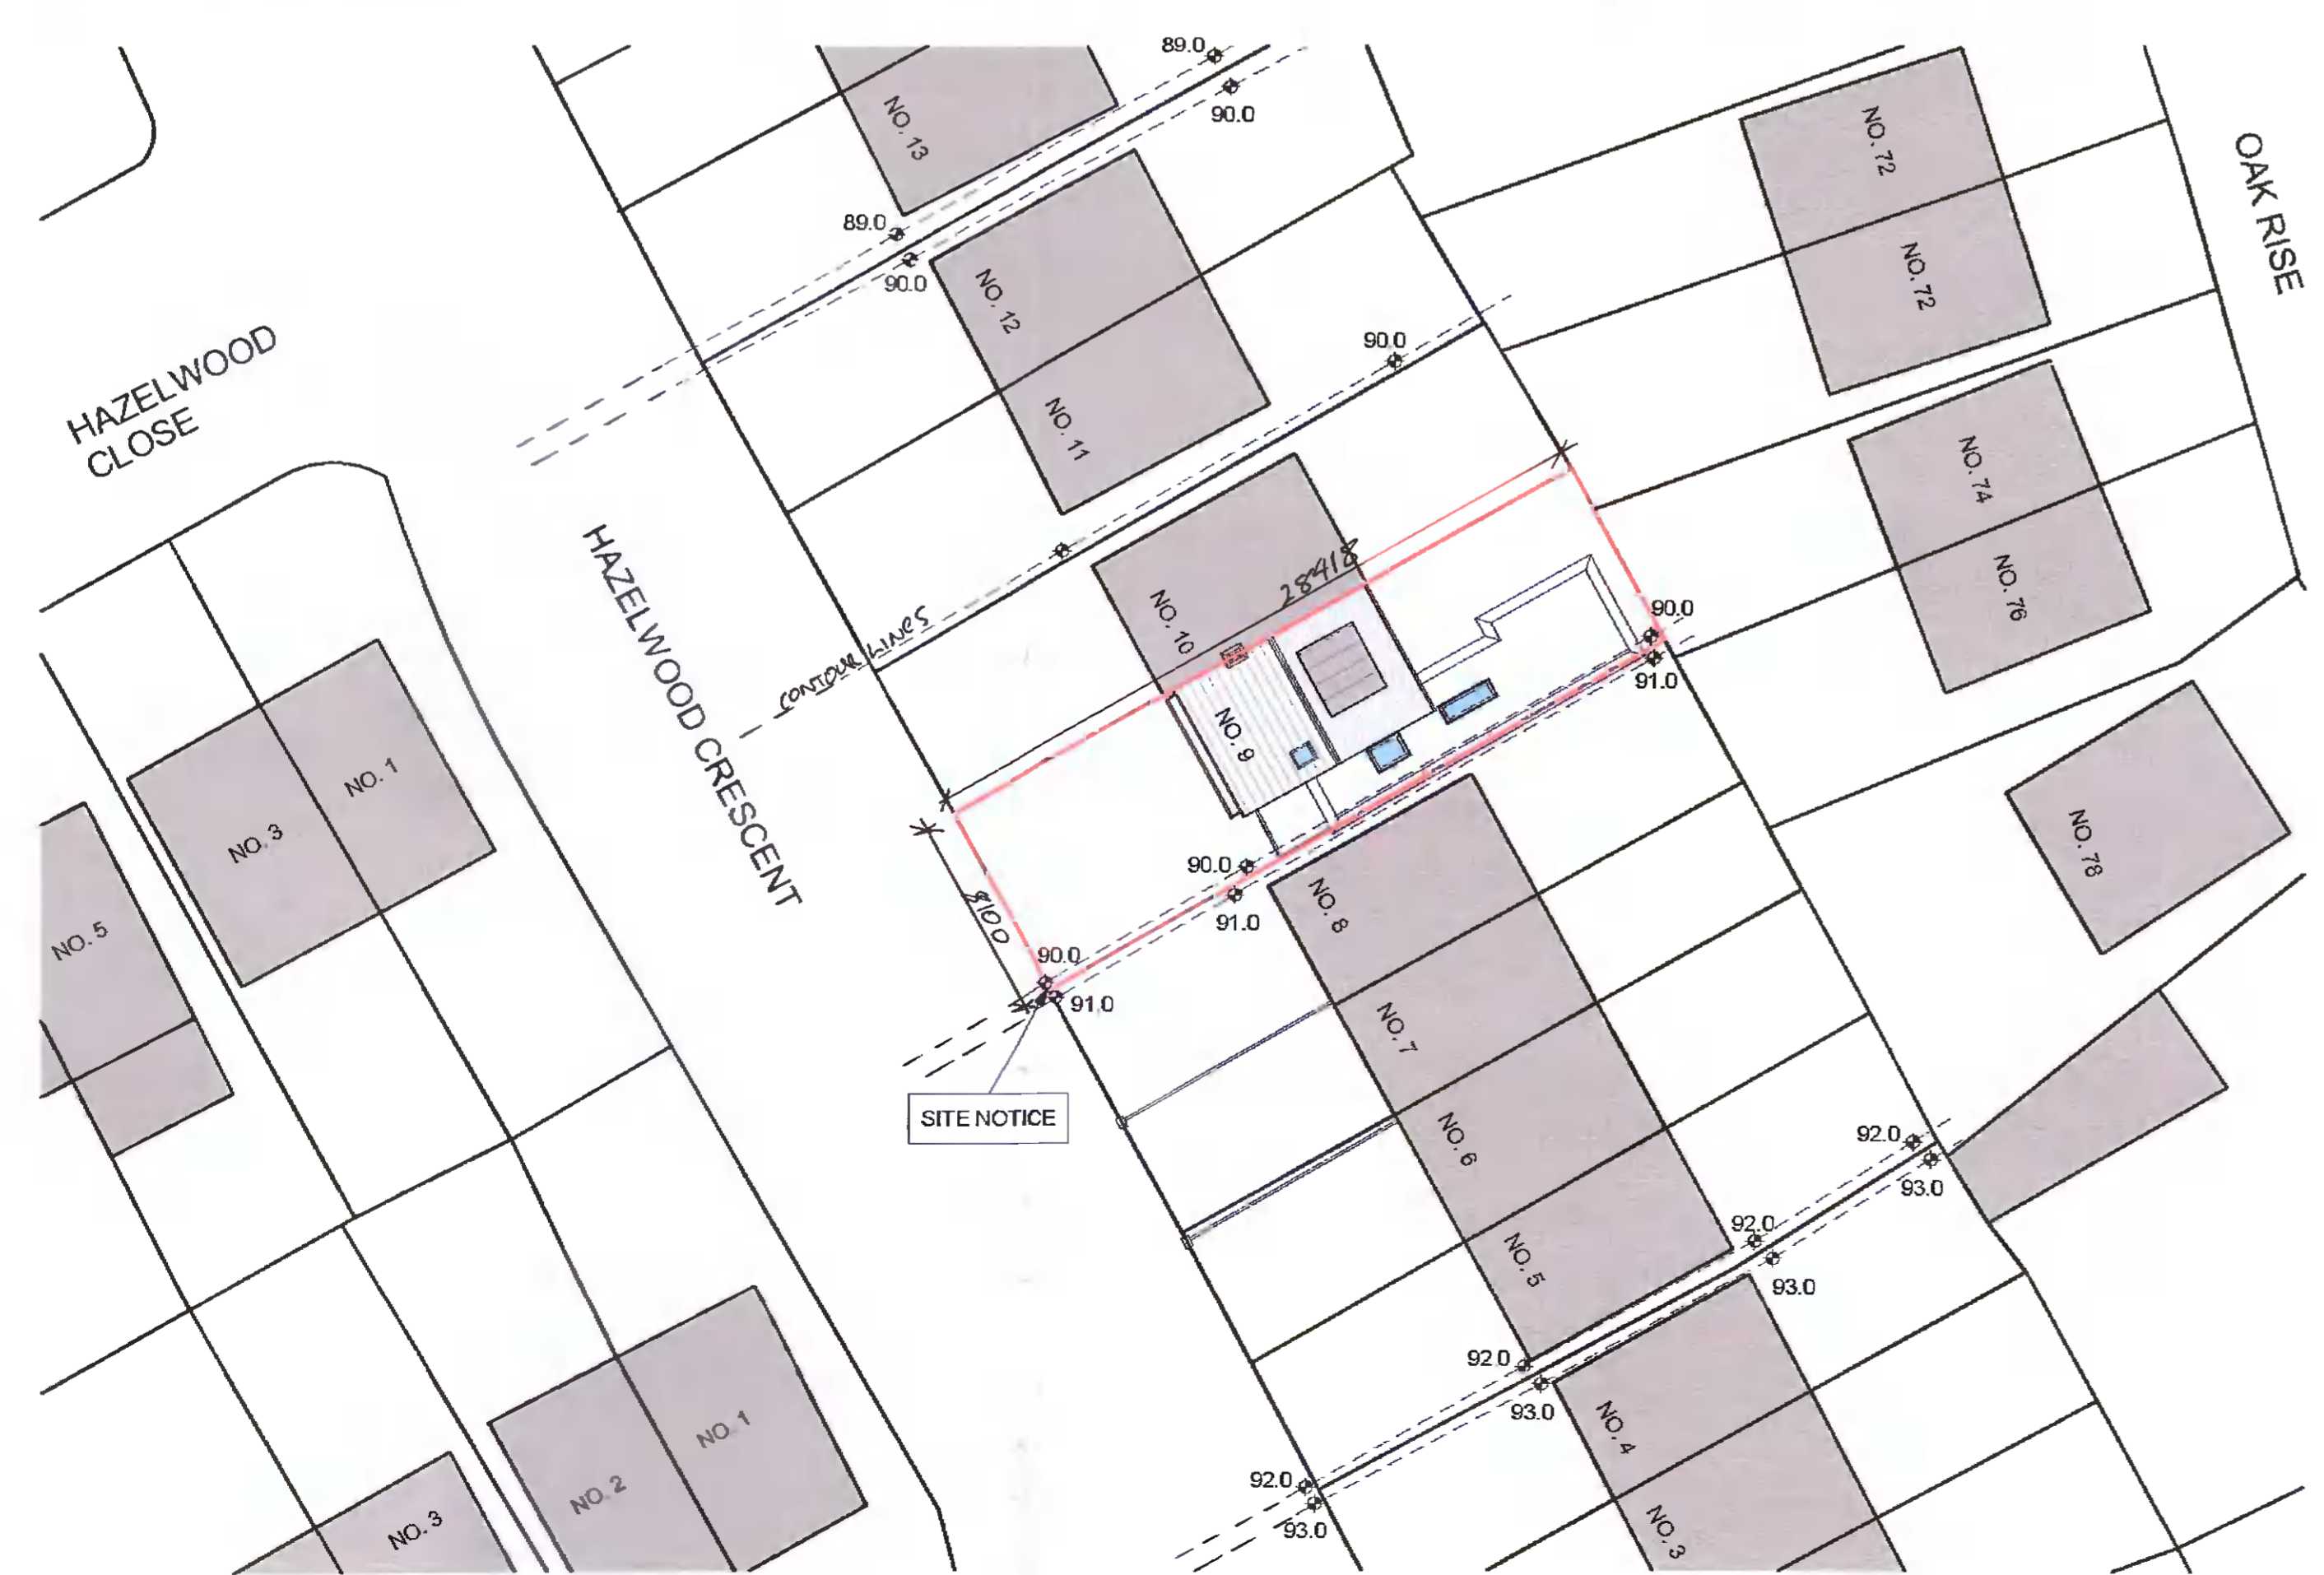 89.0
90.0
NO. 13
NO. 72
OAK RISE
89.0
90.0
NO. 12
NO. 72
HAZELWOOD
CLOSE
90.0
NO. 11
NO. 74
HAZELWOOD CRESCENT
CONTOUR LINES
NO. 10
28418
NO. 76
90.0
91.0
NO. 9
NO. 1
NO. 3
NO. 78
NO. 5
8100
90.0
91.0
NO. 8
90.0
91.0
NO. 7
SITE NOTICE
NO. 6
92.0
93.0
92.0
93.0
NO. 5
92.0
93.0
NO. 4
NO. 1
NO. 2
NO. 3
92.0
93.0
NO. 3